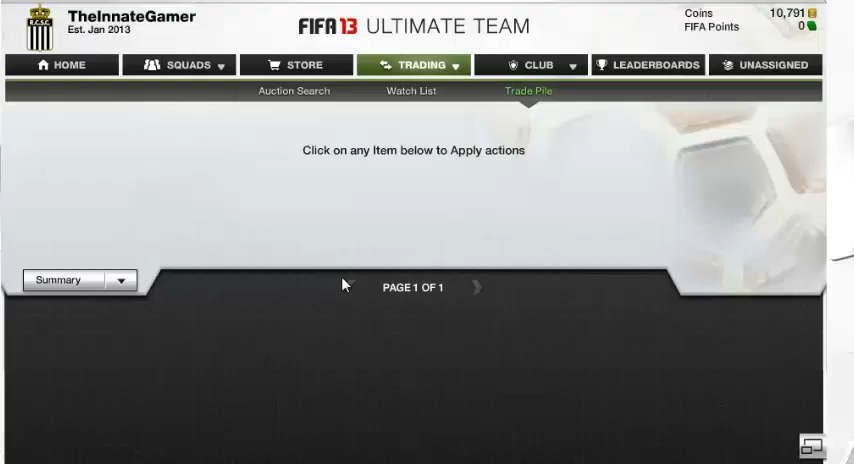 TheInnateGamer
Est. Jan 2013
R.C.S.C.
FIFA 13 ULTIMATE TEAM
Coins 10,791
FIFA Points 0
HOME SQUADS STORE TRADING CLUB LEADERBOARDS UNASSIGNED
Auction Search Watch List Trade Pile
Click on any Item below to Apply actions
Summary
PAGE 1 OF 1